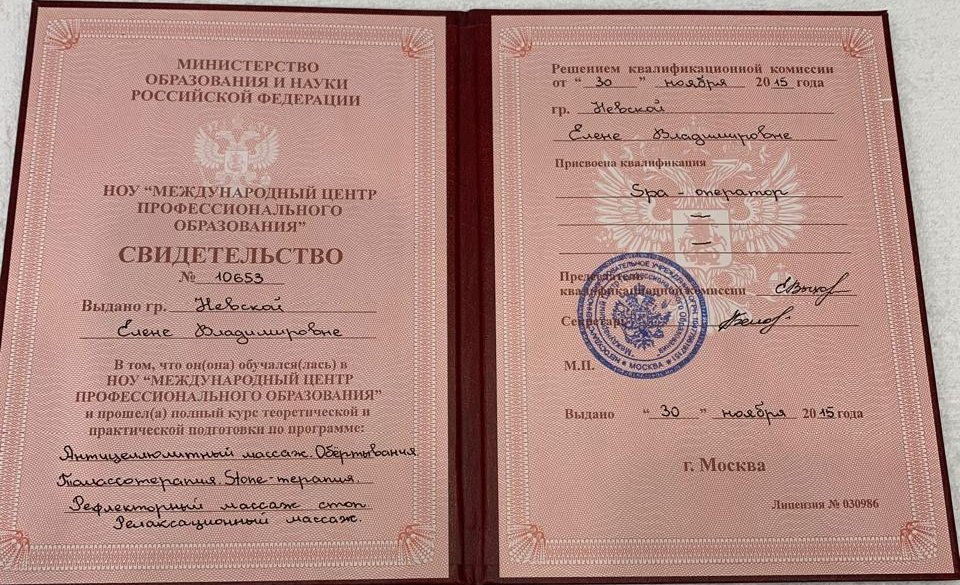 МИНИСТЕРСТВО
ОБРАЗОВАНИЯ И НАУКИ
РОССИЙСКОЙ ФЕДЕРАЦИИ
НОУ “МЕЖДУНАРОДНЫЙ ЦЕНТР
ПРОФЕССИОНАЛЬНОГО
ОБРАЗОВАНИЯ”
СВИДЕТЕЛЬСТВО
№ 10653
Выдано гр. Невской
Елене Владимировне
В том, что он(она) обучался(лась) в
НОУ “МЕЖДУНАРОДНЫЙ ЦЕНТР
ПРОФЕССИОНАЛЬНОГО ОБРАЗОВАНИЯ”
и прошел(а) полный курс теоретической и
практической подготовки по программе:
Антицеллюлитный массаж. Обёртывания
Талассотерапия. Stone-терапия.
Рефлекторный массаж стоп
Релаксационный массаж.
Решением квалификационной комиссии
от “30” ноября 2015 года
гр. Невской
Елене Владимировне
Присвоена квалификация
Spa - оператор
Председатель
квалификационной комиссии
Секретарь
М.П.
МОСКВА
Выдано “30” ноября 2015 года
г. Москва
Лицензия № 030986